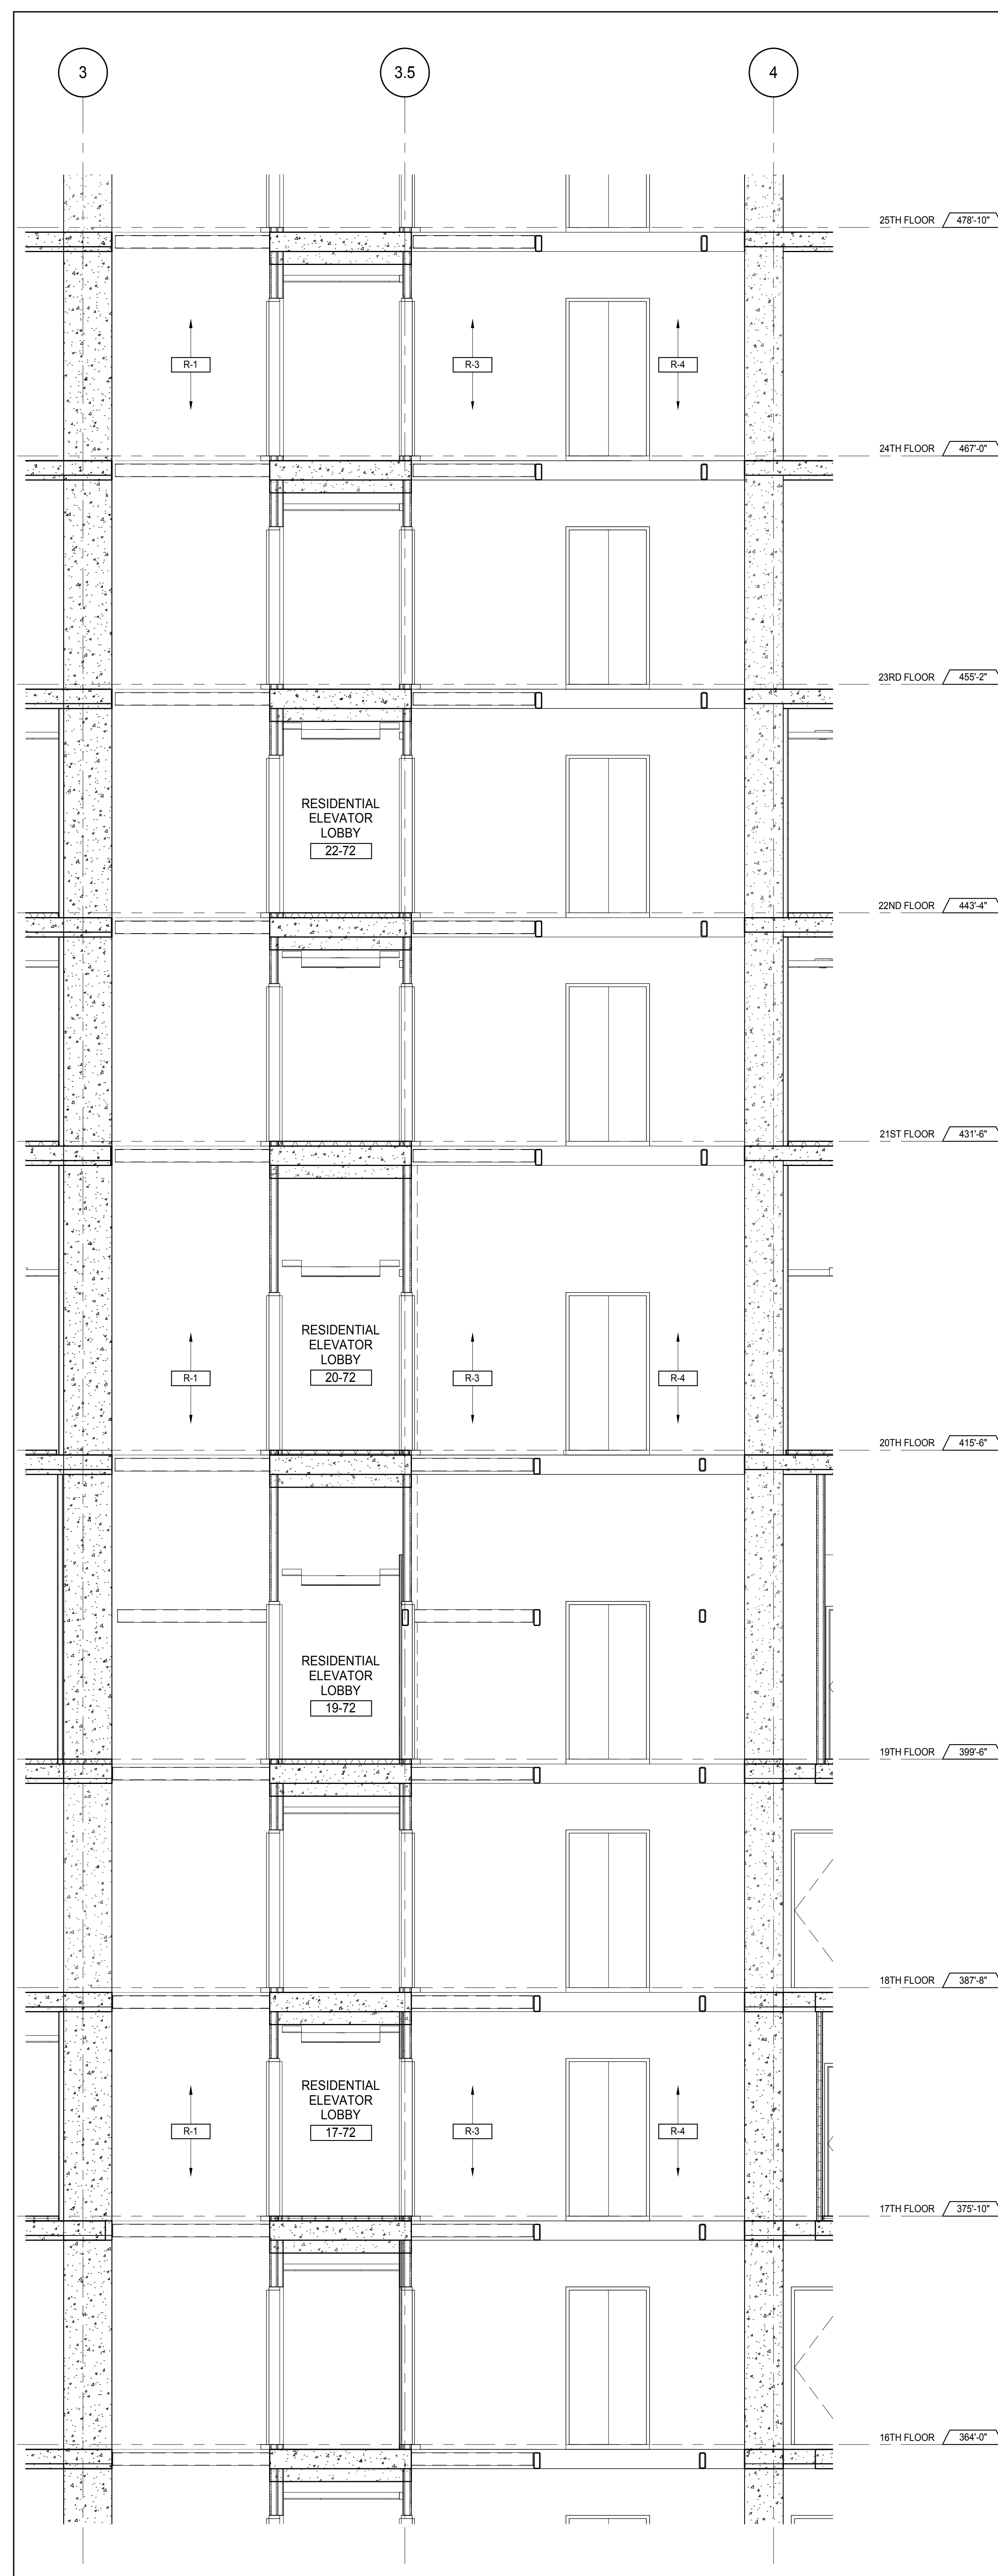 3
3.5
4
25TH FLOOR 478'-10"
R-1
R-3
R-4
24TH FLOOR 467'-0"
23RD FLOOR 455'-2"
RESIDENTIAL
ELEVATOR
LOBBY
22-72
22ND FLOOR 443'-4"
21ST FLOOR 431'-6"
RESIDENTIAL
ELEVATOR
LOBBY
20-72
R-1
R-3
R-4
20TH FLOOR 415'-6"
RESIDENTIAL
ELEVATOR
LOBBY
19-72
19TH FLOOR 399'-6"
18TH FLOOR 387'-8"
RESIDENTIAL
ELEVATOR
LOBBY
17-72
R-1
R-3
R-4
17TH FLOOR 375'-10"
16TH FLOOR 364'-0"